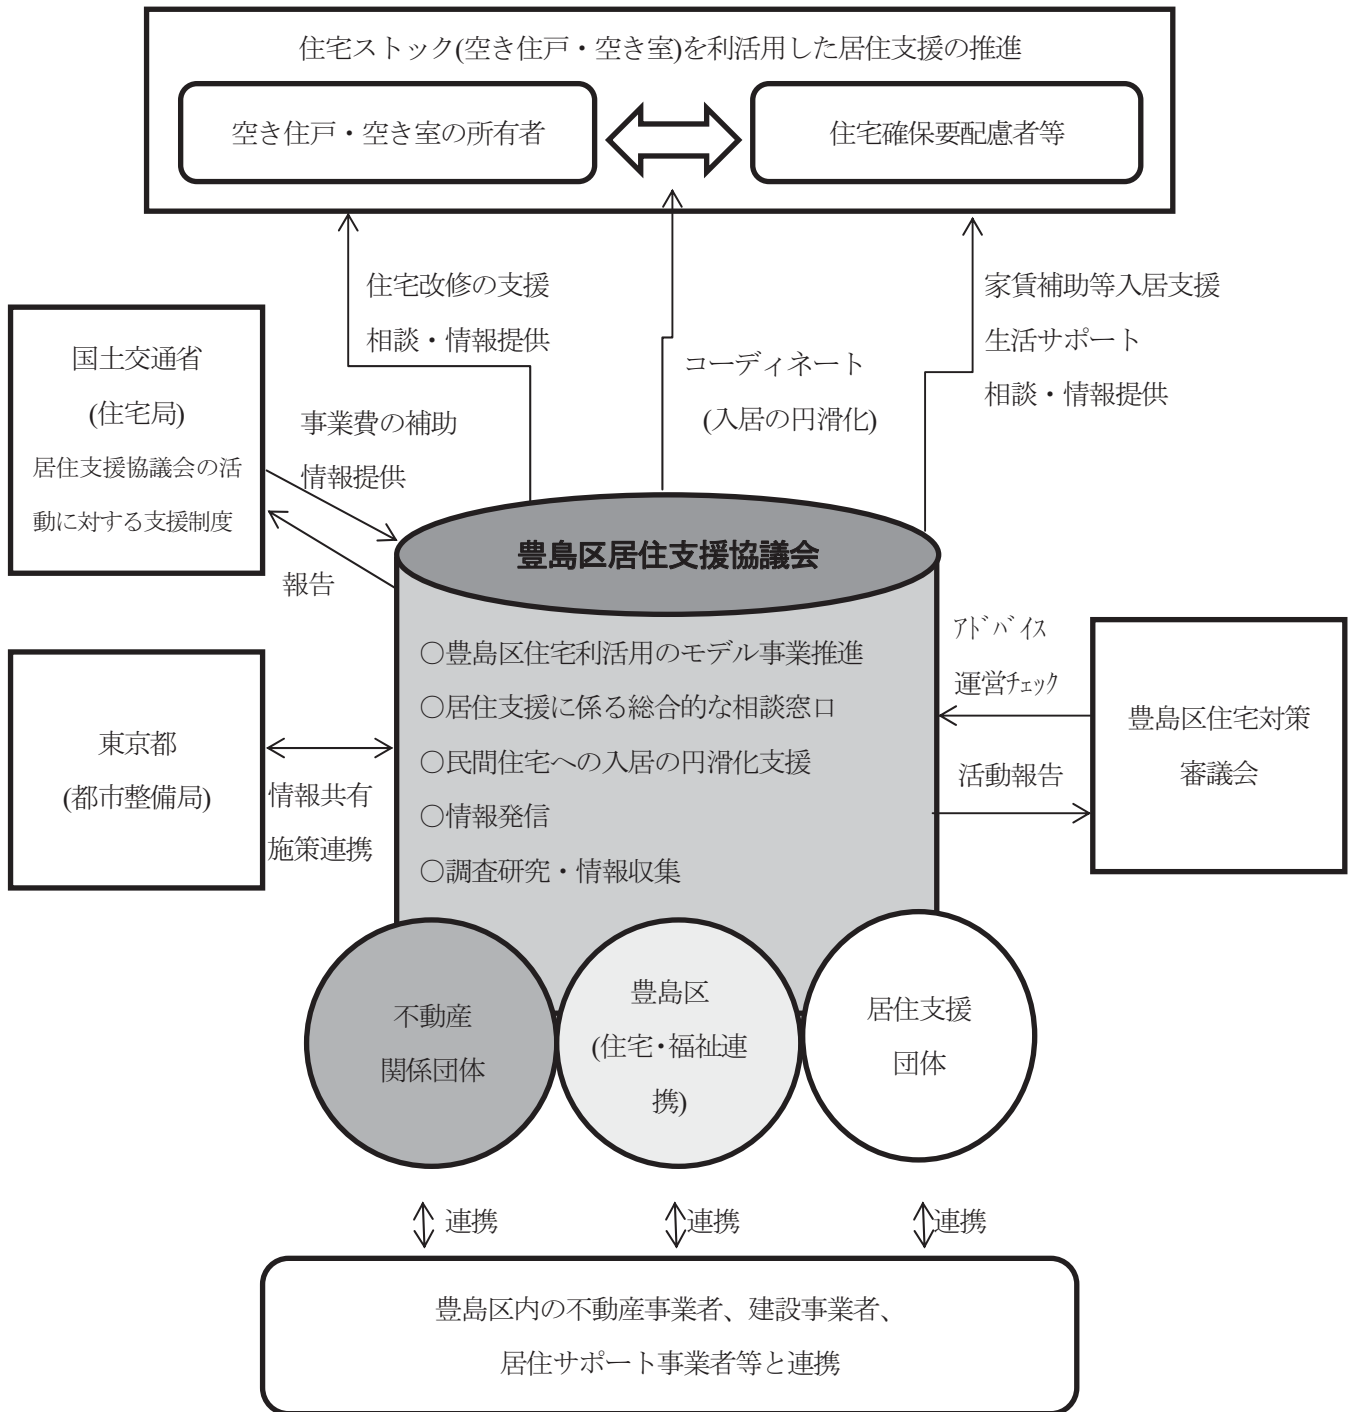 住宅ストック(空き住戸・空き室)を利活用した居住支援の推進
空き住戸・空き室の所有者
住宅確保要配慮者等
住宅改修の支援
相談・情報提供
コーディネート
(入居の円滑化)
家賃補助等入居支援
生活サポート
相談・情報提供
国土交通省
(住宅局)
居住支援協議会の活
動に対する支援制度
事業費の補助
情報提供
報告
豊島区居住支援協議会
○豊島区住宅利活用のモデル事業推進
○居住支援に係る総合的な相談窓口
○民間住宅への入居の円滑化支援
○情報発信
○調査研究・情報収集
東京都
(都市整備局)
情報共有
施策連携
ｱﾄﾞﾊﾞｲｽ
運営ﾁｪｯｸ
活動報告
豊島区住宅対策
審議会
不動産
関係団体
豊島区
(住宅・福祉連
携)
居住支援
団体
連携
連携
連携
豊島区内の不動産事業者、建設事業者、
居住サポート事業者等と連携